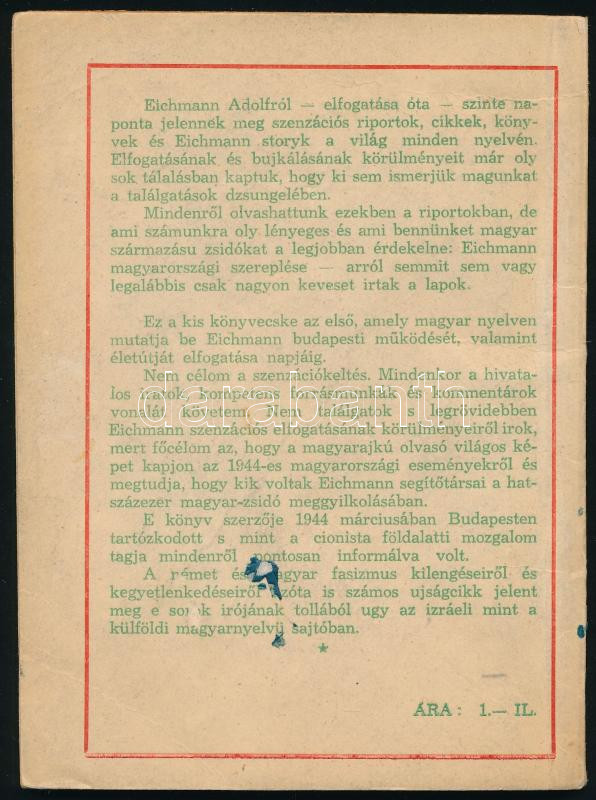 Eichmann Adolfról — elfogatása óta — szinte na-
ponta jelennek meg szenzációs riportok, cikkek, köny-
vek és Eichmann storyk a világ minden nyelvén.
Elfogatásának és bujkálásának körülményeit már oly
sok tálalásban kaptuk, hogy ki sem ismerjük magunkat
a találgatások dzsungelében.
Mindenről olvashattunk ezekben a riportokban, de
ami számunkra oly lényeges és ami bennünket magyar
származásu zsidókat a legjobban érdekelne: Eichmann
magyarországi szereplése — arról semmit sem vagy
legalábbis csak nagyon keveset irtak a lapok.
Ez a kis könyvecske az első, amely magyar nyelven
mutatja be Eichmann budapesti működését, valamint
életútját elfogatása napjáig.
Nem célom a szenzációkeltés. Mindenkor a hivata-
los iratok, kompetens forrásmunkák és kommentárok
vonalát követem. Nem találgatok s legrövidebben
Eichmann szenzációs elfogatásának körülményeiről irok,
mert főcélom az, hogy a magyarajkú olvasó világos ké-
pet kapjon az 1944-es magyarországi eseményekről és
megtudja, hogy kik voltak Eichmann segítőtársai a hat-
százezer magyar-zsidó meggyilkolásában.
E könyv szerzője 1944 márciusában Budapesten
tartózkodott s mint a cionista földalatti mozgalom
tagja mindenről pontosan informálva volt.
A német és magyar fasizmus kilengéseiről és
kegyetlenkedéseiről azóta is számos ujságcikk jelent
meg e sorok irójának tollából ugy az izráeli mint a
külföldi magyarnyelvü sajtóban.
ÁRA: 1.— IL.
darabanth